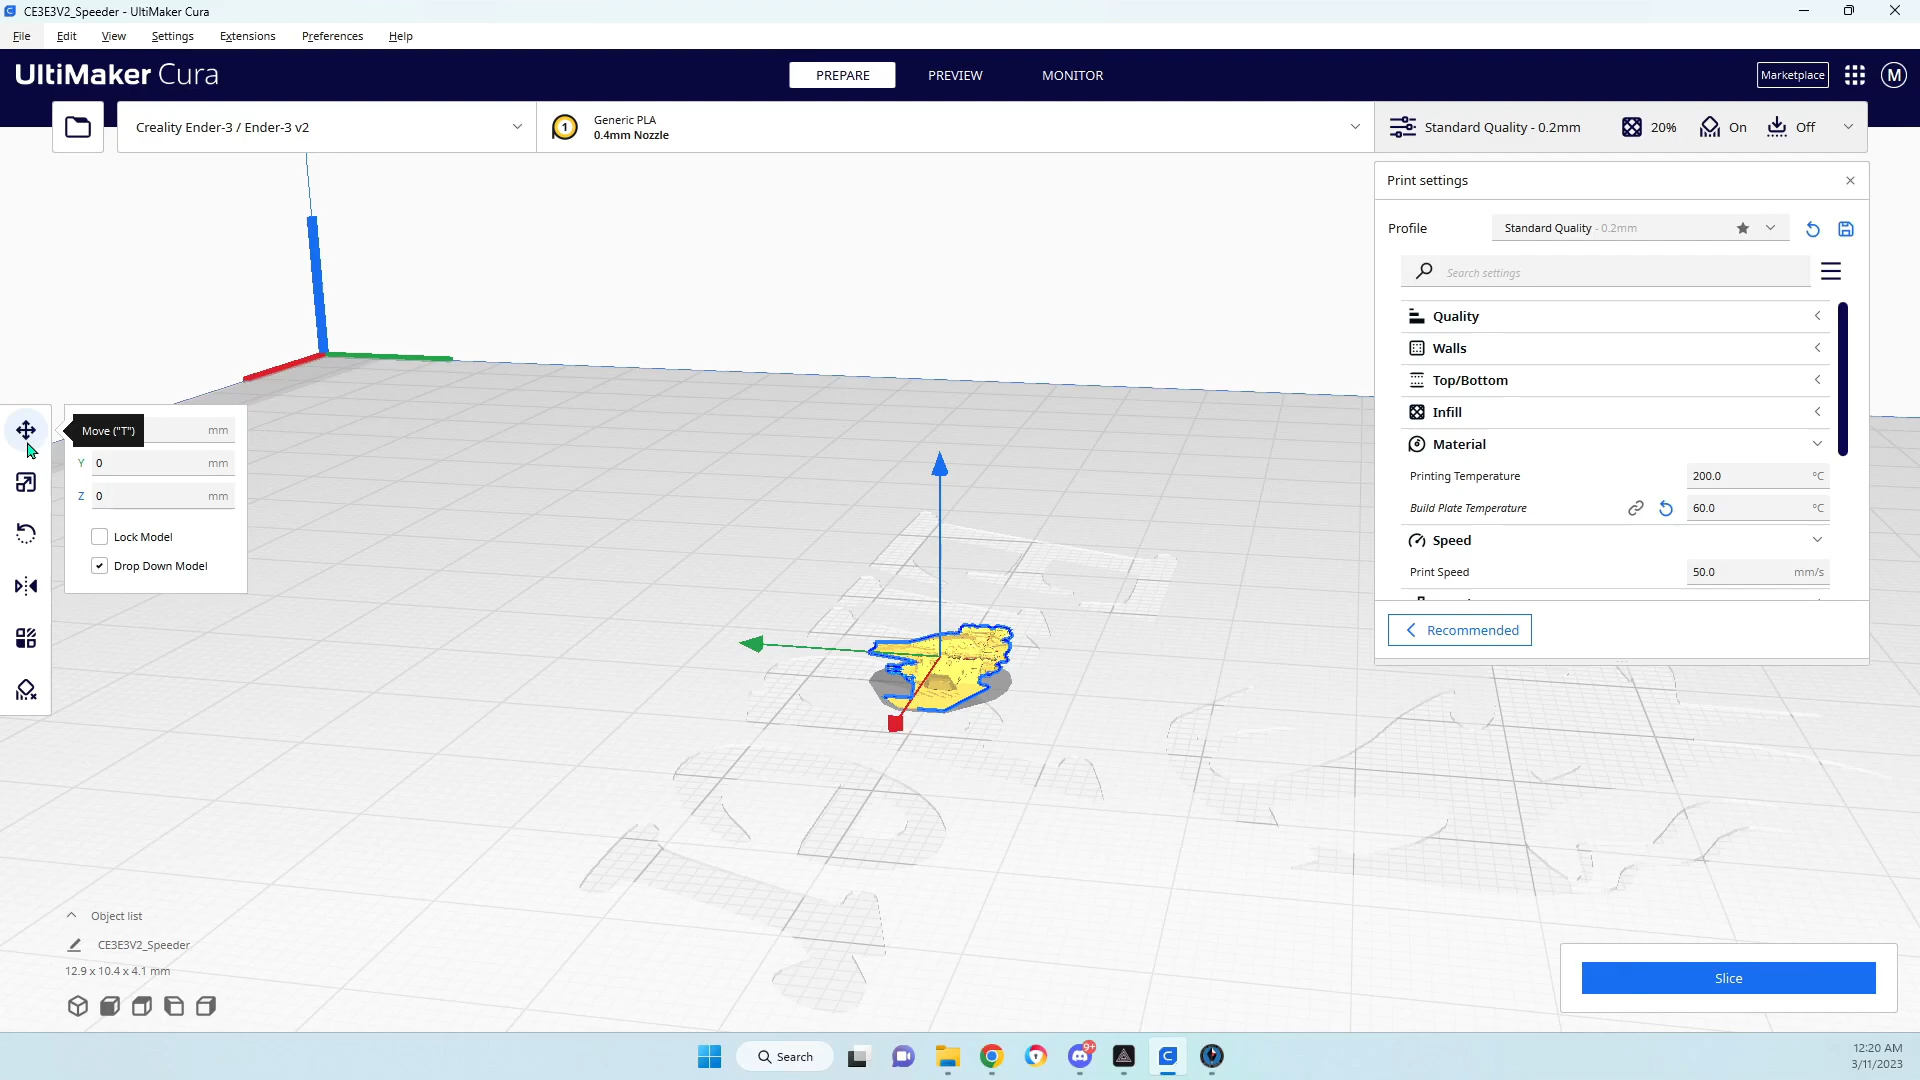 CE3E3V2_Speeder - UltiMaker Cura
File Edit View Settings Extensions Preferences Help
UltiMaker Cura
PREPARE PREVIEW MONITOR
Marketplace
M
Creality Ender-3 / Ender-3 v2
1
Generic PLA
0.4mm Nozzle
Standard Quality - 0.2mm 20% On Off
Print settings
Profile Standard Quality - 0.2mm
Search settings
Quality
Walls
Top/Bottom
Infill
Material
Printing Temperature 200.0 °C
Build Plate Temperature 60.0 °C
Speed
Print Speed 50.0 mm/s
Recommended
Move ("T") mm
Y 0 mm
Z 0 mm
Lock Model
Drop Down Model
Object list
CE3E3V2_Speeder
12.9 x 10.4 x 4.1 mm
Slice
Search
9+
12:20 AM
3/11/2023